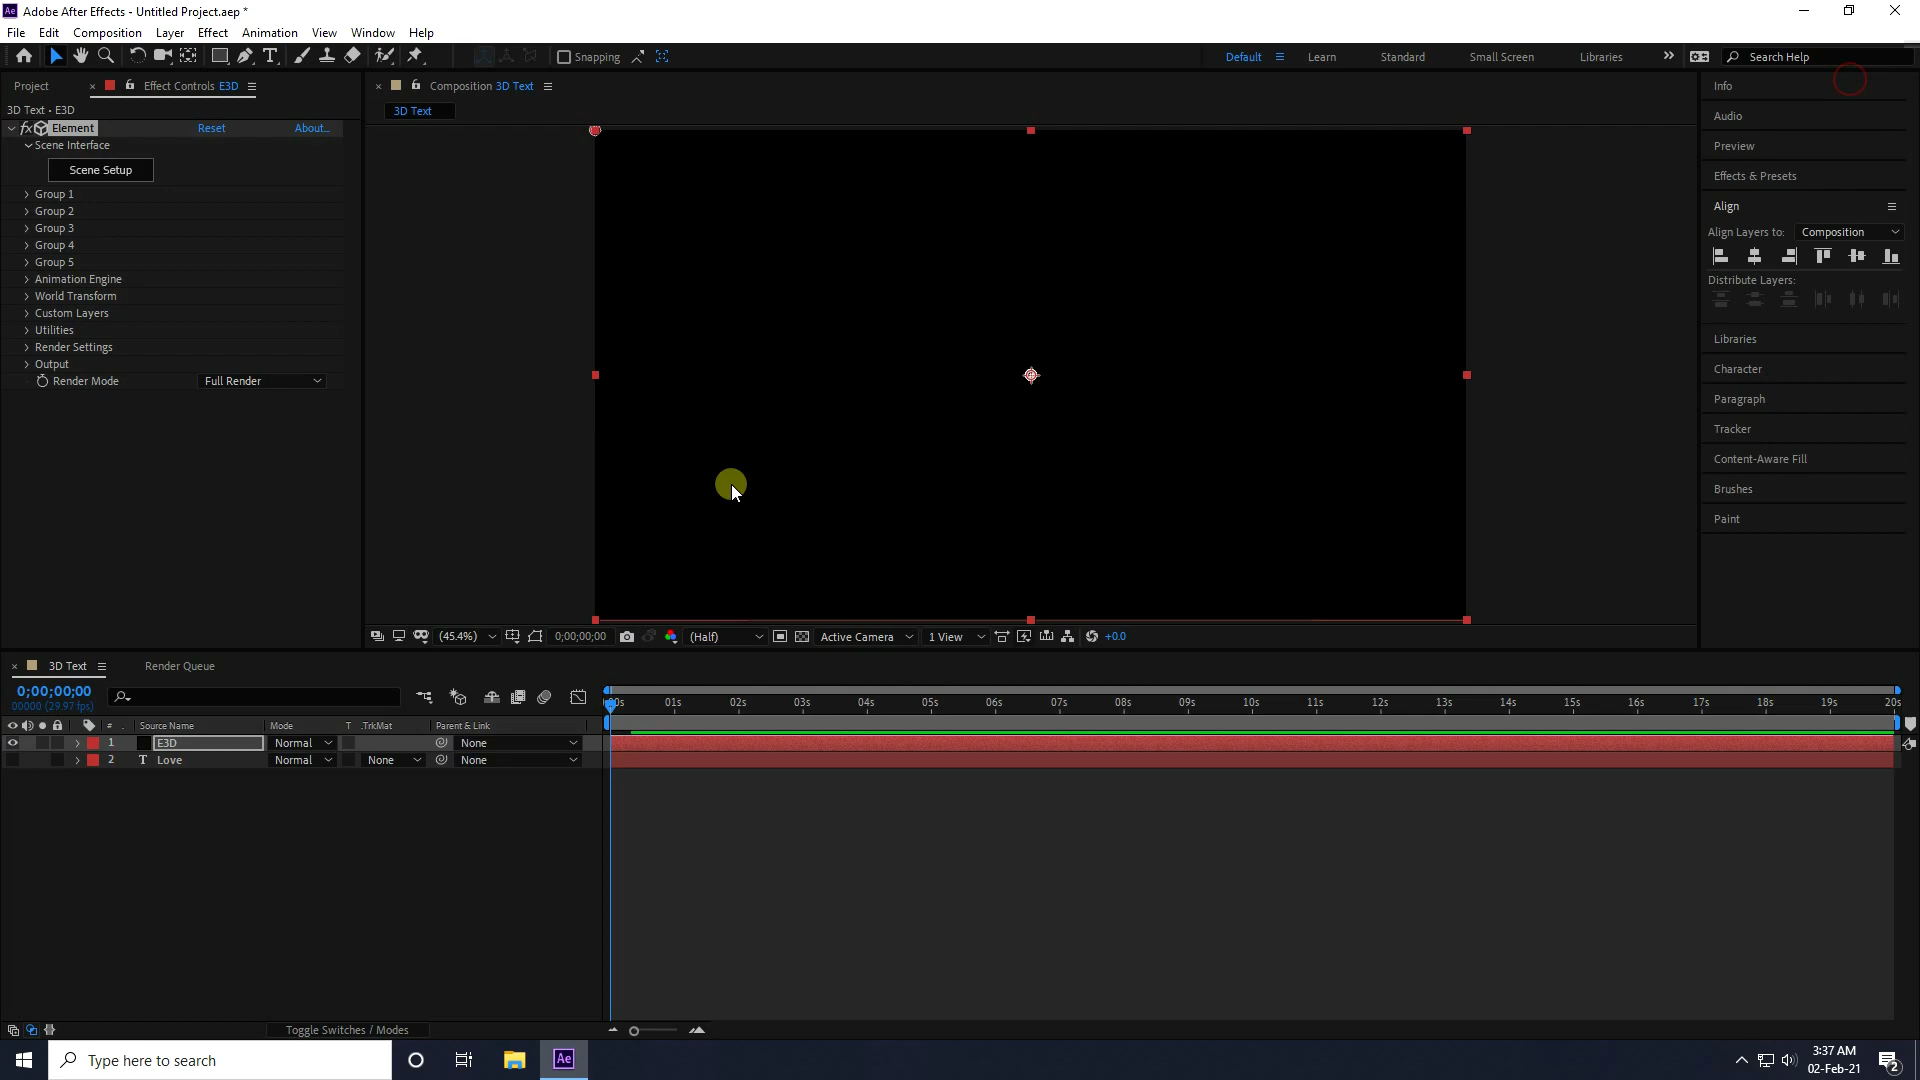 Adobe After Effects - Untitled Project.aep *
File Edit Composition Layer Effect Animation View Window Help
Snapping
Default
Learn
Standard
Small Screen
Libraries
Search Help
Project
Effect Controls E3D
Composition 3D Text
Info
3D Text • E3D
3D Text
Audio
Element
Reset
About...
Scene Interface
Preview
Scene Setup
Effects & Presets
Group 1
Group 2
Group 3
Group 4
Group 5
Animation Engine
World Transform
Custom Layers
Utilities
Render Settings
Output
Render Mode
Full Render
Align
Align Layers to:
Composition
Distribute Layers:
Libraries
Character
Paragraph
Tracker
Content-Aware Fill
Brushes
Paint
(45.4%)
0;00;00;00
(Half)
Active Camera
1 View
+0.0
3D Text
Render Queue
0;00;00;00
00000 (29.97 fps)
01s 02s 03s 04s 05s 06s 07s 08s 09s 10s 11s 12s 13s 14s 15s 16s 17s 18s 19s 20s
# Source Name Mode T .TrkMat Parent & Link
1 E3D Normal None
2 T Love Normal None None
Toggle Switches / Modes
Type here to search
Ae
3:37 AM
02-Feb-21
2